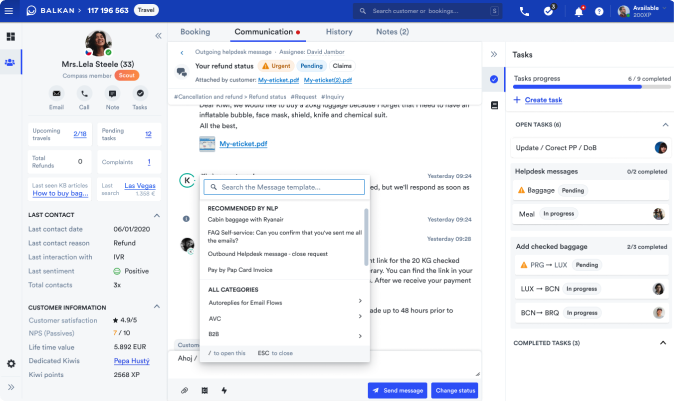 BALKAN > 117 196 563 Travel
Search customer or bookings... S
3
Available
200XP
Mrs.Lela Steele (33)
Compass member Scout
Email Call Note Tasks
Upcoming travels 2/18
Pending tasks 12
Total Refunds 0
Complaints 1
Last seen KB articles
How to buy bag...
Last search Las Vegas
1,358 €
LAST CONTACT
Last contact date 06/01/2020
Last contact reason Refund
Last interaction with IVR
Last sentiment Positive
Total contacts 3x
CUSTOMER INFORMATION
Customer satisfaction ★ 4.9/5
NPS (Passives) 7 / 10
Life time value 5.892 EUR
Dedicated Kiwis Pepa Hustý
Kiwi points 2568 XP
Booking Communication History Notes (2)
Outgoing helpdesk message · Assignee: David Jambor
Your refund status Urgent Pending Claims
Attached by customer: My-eticket.pdf My-eticket(2).pdf
#Cancellation and refund > Refund status #Request #Inquiry
Dear Kiwi, we would like to buy a 20kg luggage because I forgot that I need to have an
inflatable bubble, face mask, shield, knife and chemical suit.
All the best,
My-eticket.pdf
Yesterday 09:24
ed, but we'll respond as soon as
Yesterday 09:24
Yesterday 09:28
nt link for the 20 KG checked
rary. You can find the link in your
s. After we receive your payment
ade up to 48 hours prior to
Search the Message template...
RECOMMENDED BY NLP
Cabin baggage with Ryanair
FAQ Self-service: Can you confirm that you've sent me all
the emails?
Outbound Helpdesk message - close request
Pay by Pap Card Invoice
ALL CATEGORIES
Autoreplies for Email Flows
AVC
B2B
/ to open this ESC to close
Custome
Ahoj /
Send message Change status
Tasks
Tasks progress 6 / 9 completed
+ Create task
OPEN TASKS (6)
Update / Corect PP / DoB
Helpdesk messages 0/2 completed
Baggage Pending
Meal In progress
Add checked baggage 2/3 completed
PRG → LUX Pending
LUX → BCN In progress
BCN → BRQ In progress
COMPLETED TASKS (3)